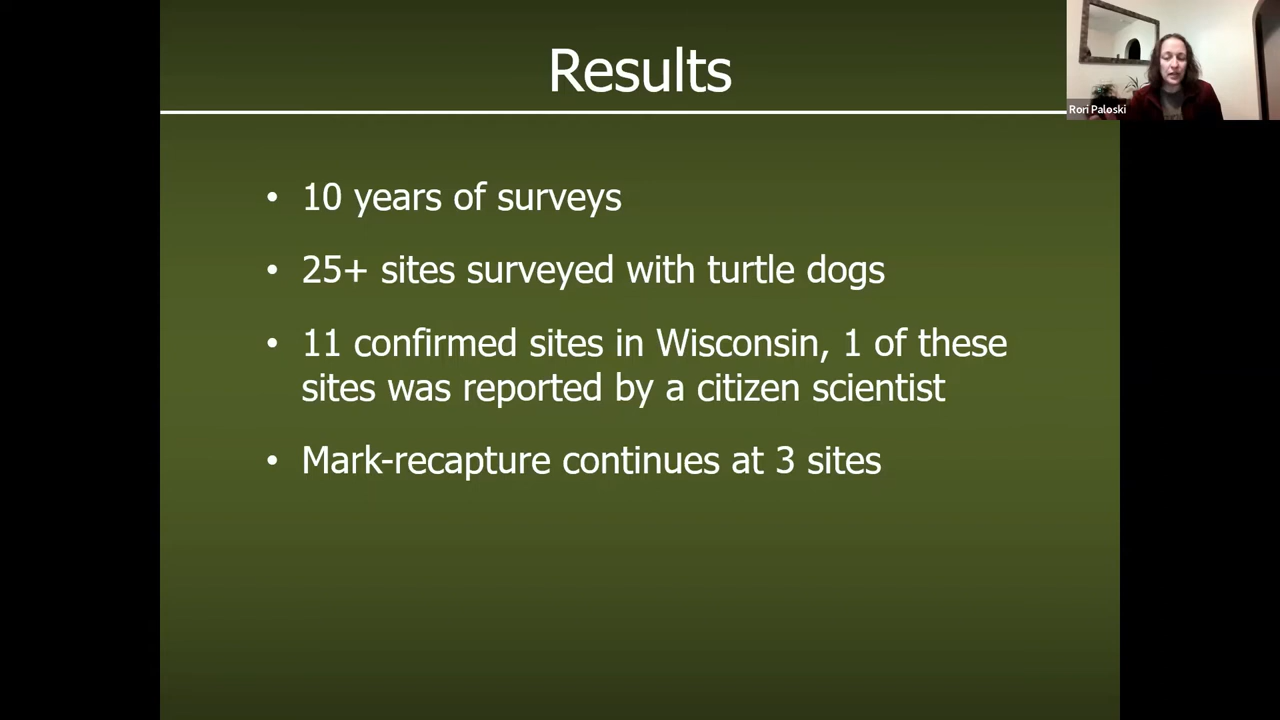 Results
Rori Paloski
• 10 years of surveys
• 25+ sites surveyed with turtle dogs
• 11 confirmed sites in Wisconsin, 1 of these
sites was reported by a citizen scientist
• Mark-recapture continues at 3 sites